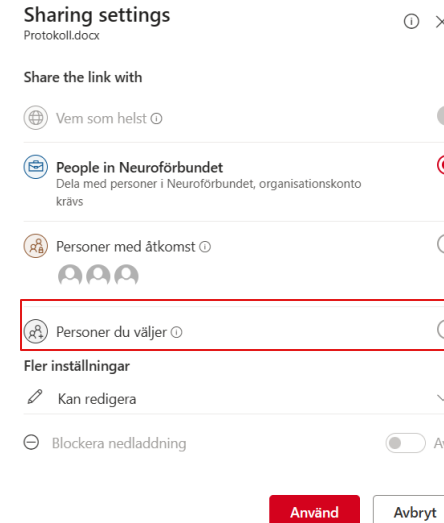 Sharing settings
Protokoll.docx
Share the link with
Vem som helst
People in Neuroförbundet
Dela med personer i Neuroförbundet, organisationskonto
krävs
Personer med åtkomst
Personer du väljer
Fler inställningar
Kan redigera
Blockera nedladdning
Använd Avbryt